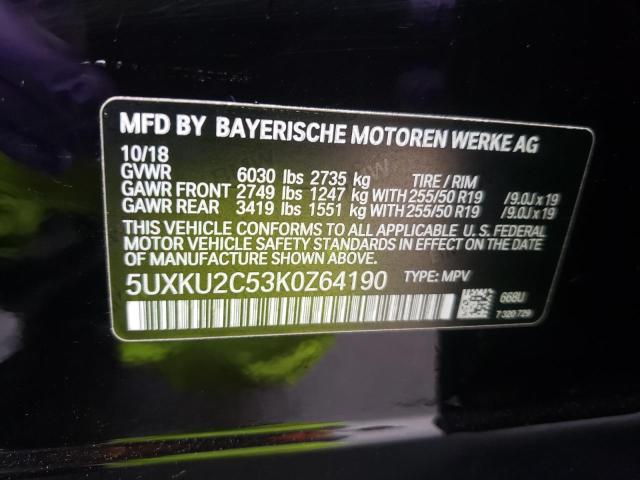 MFD BY BAYERISCHE MOTOREN WERKE AG
10/18
GVWR 6030 lbs 2735 kg TIRE / RIM
GAWR FRONT 2749 lbs 1247 kg WITH 255/50 R19 / 9.0J x 19
GAWR REAR 3419 lbs 1551 kg WITH 255/50 R19 / 9.0J x 19
THIS VEHICLE CONFORMS TO ALL APPLICABLE U.S. FEDERAL
MOTOR VEHICLE SAFETY STANDARDS IN EFFECT ON THE
DATE OF MANUFACTURE SHOWN ABOVE.
5UXKU2C53K0Z64190 TYPE: MPV
668U
7 320 729